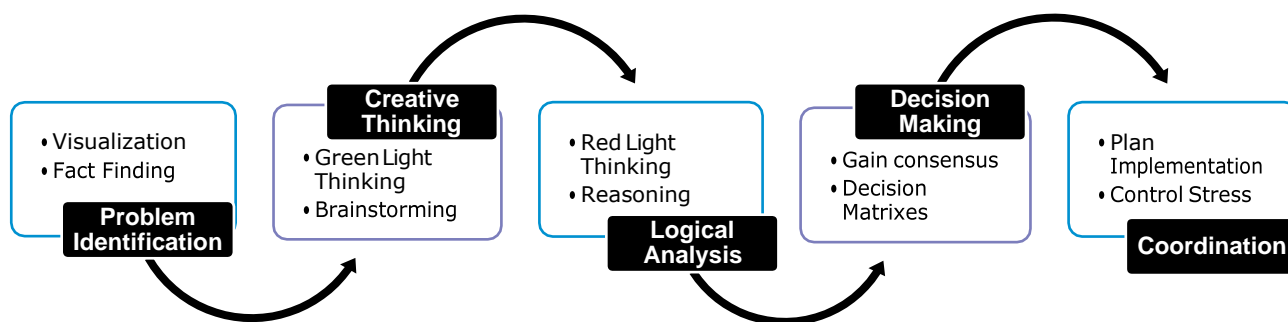 • Visualization
• Fact Finding
Problem
Identification
Creative
Thinking
• Green Light
Thinking
• Brainstorming
• Red Light
Thinking
• Reasoning
Logical
Analysis
Decision
Making
• Gain consensus
• Decision
Matrixes
• Plan
Implementation
• Control Stress
Coordination